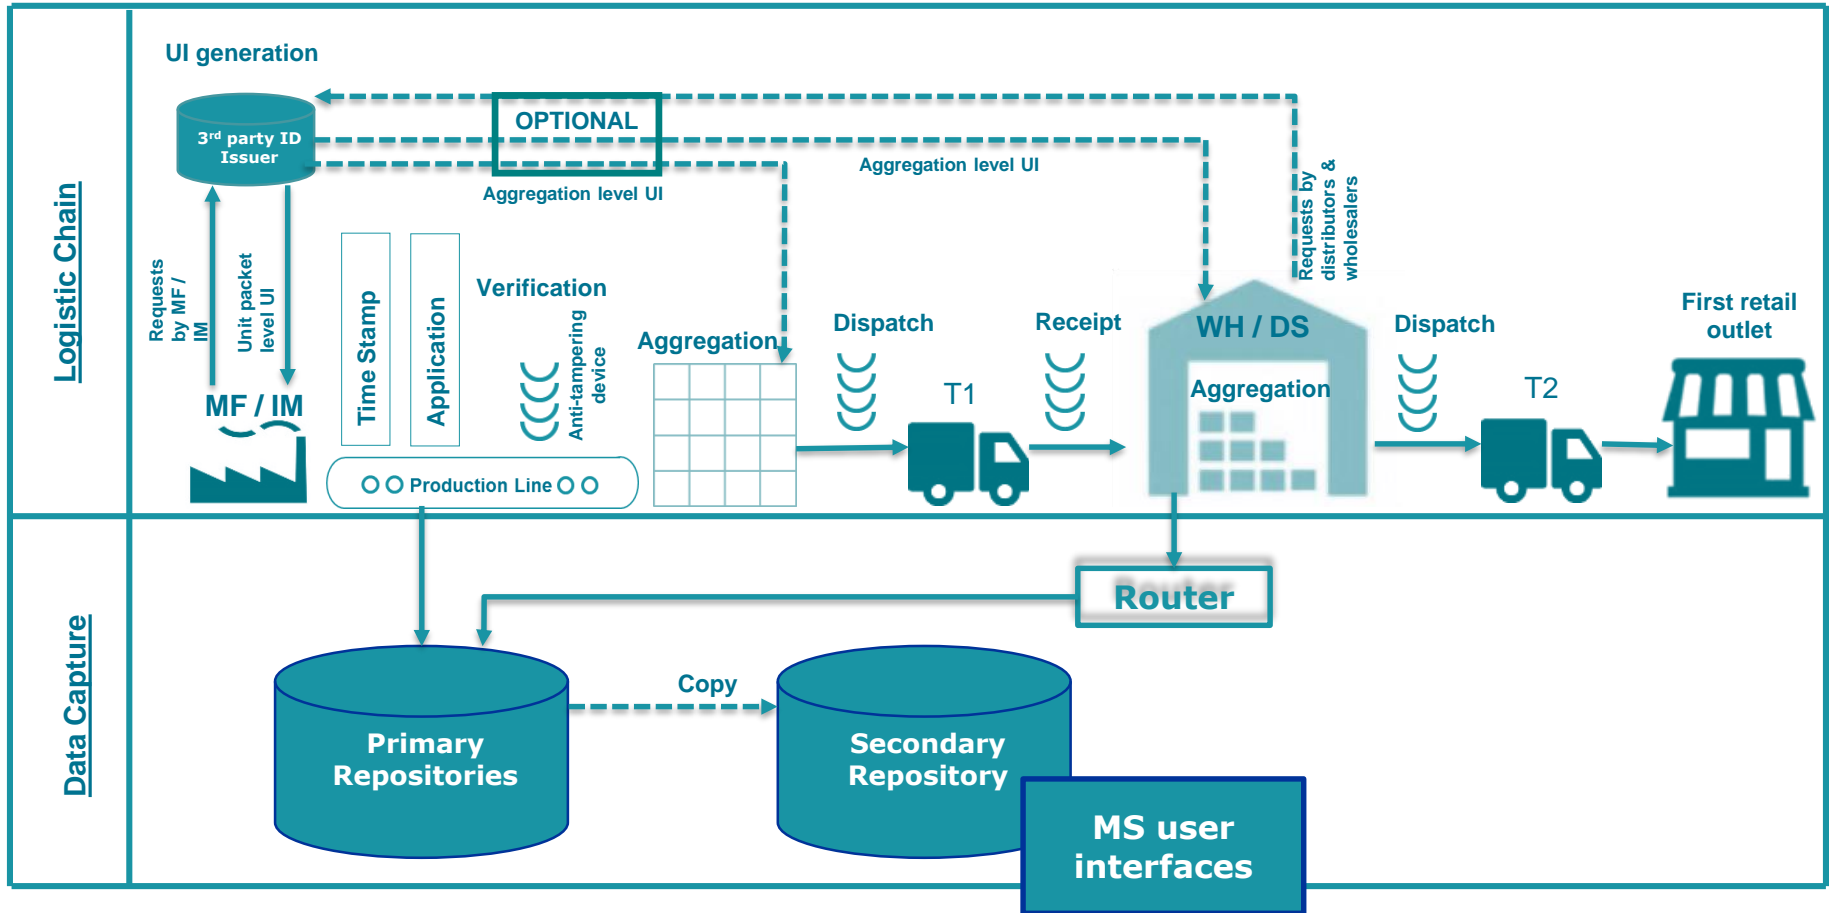 Logistic Chain
UI generation
3rd party ID
Issuer
OPTIONAL
Aggregation level UI
Aggregation level UI
Requests by
distributors &
wholesalers
Requests
by MF /
IM
Unit packet
level UI
MF / IM
Time Stamp
Application
Verification
Anti-tampering
device
Production Line
Aggregation
Dispatch
T1
Receipt
WH / DS
Aggregation
Dispatch
T2
First retail
outlet
Data Capture
Router
Primary
Repositories
Copy
Secondary
Repository
MS user
interfaces